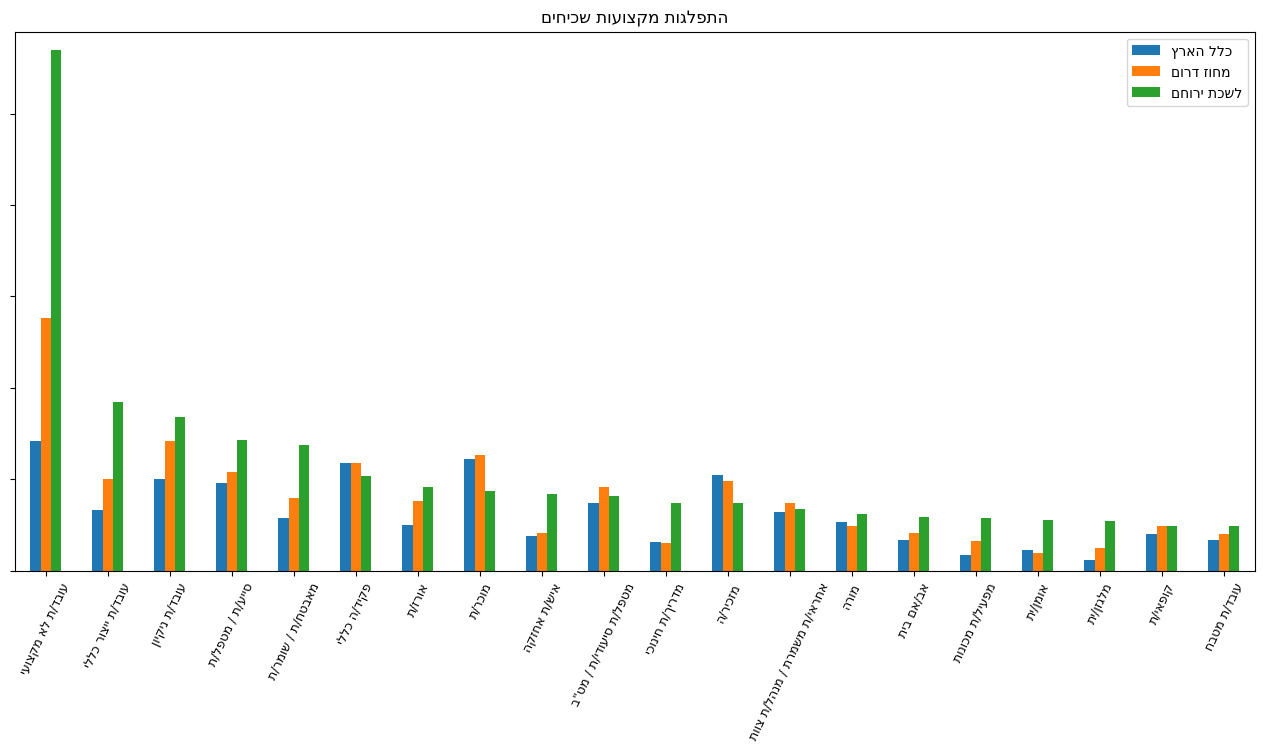 התפלגות מקצועות שכיחים
כלל הארץ
מחוז דרום
לשכת ירוחם
עובד/ת לא מקצועי
עובד/ת ייצור כללי
עובד/ת ניקיון
סייע/ת / מטפל/ת
מאבטח/ת / שומר/ת
פקיד/ה כללי
אורז/ת
מוכר/ת
איש/ת אחזקה
מטפל/ת סיעודי/ת / מט"ב
מדריך/ת חינוכי
מזכיר/ה
אחראי/ת משמרת / מנהל/ת צוות
מורה
אב/אם בית
מפעיל/ת מכונות
אומן/ית
מלגזן/ית
קופאי/ת
עובד/ת מטבח